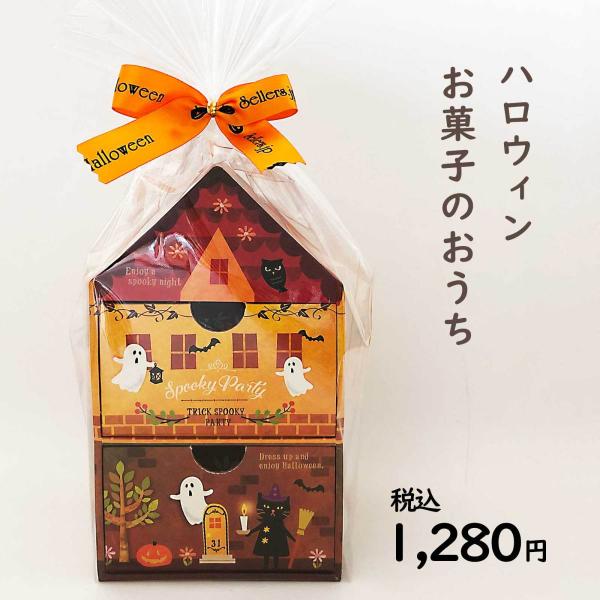 ハロウィン
お菓子のおうち
Halloween
Sellers.
Halloween
Enjoy a
spooky night
Spooky Party
TRICK SPOOKY
PARTY
Dress up and
enjoy Halloween.
31
税込
1,280円